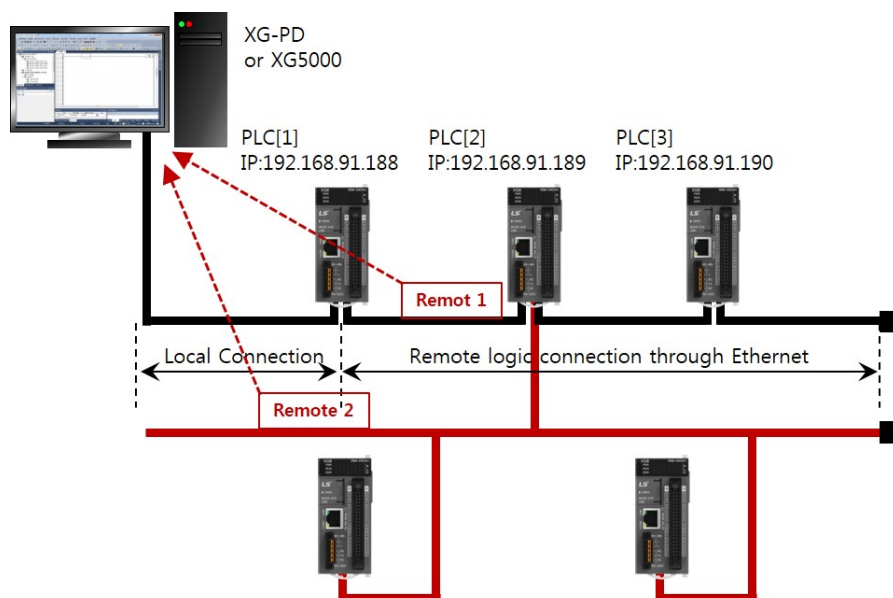 XG-PD
or XG5000
PLC[1]
IP:192.168.91.188
PLC[2]
IP:192.168.91.189
PLC[3]
IP:192.168.91.190
Remot 1
Local Connection
Remote logic connection through Ethernet
Remote 2